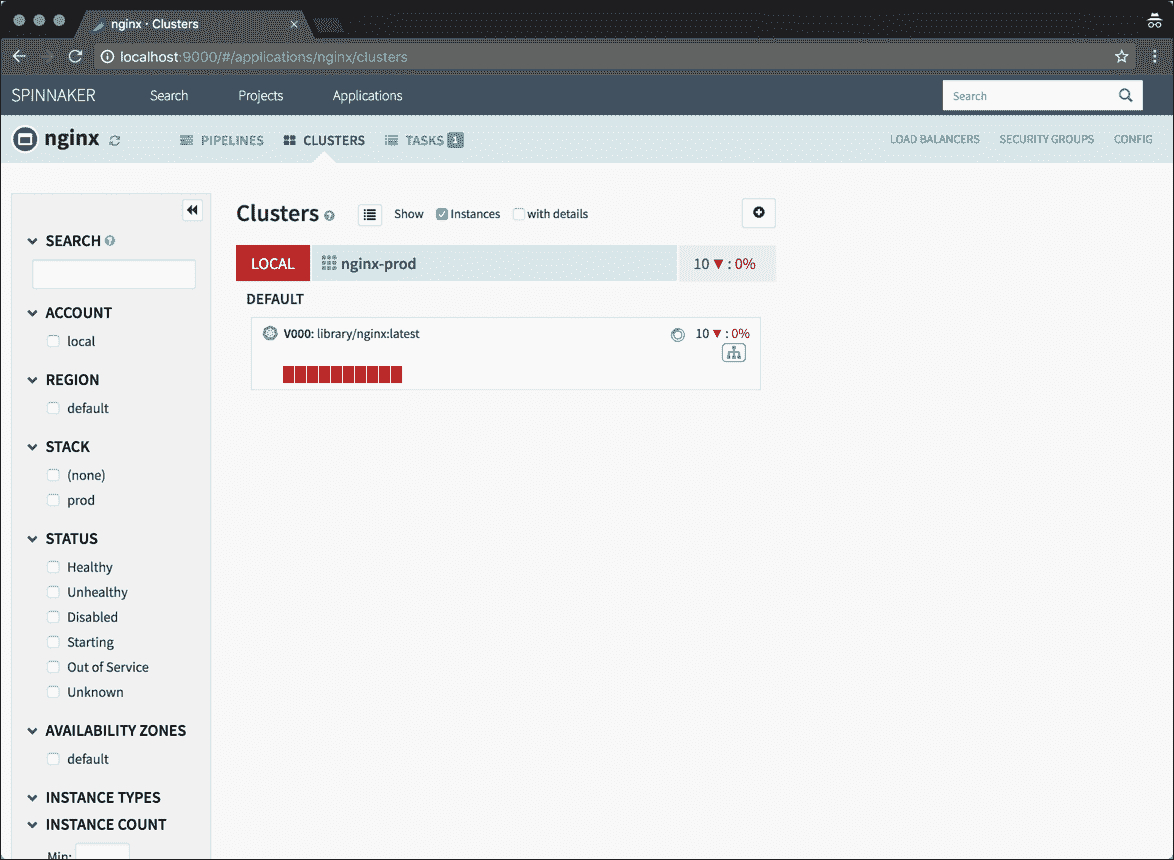 nginx · Clusters
localhost:9000/#/applications/nginx/clusters
SPINNAKER Search Projects Applications Search
nginx PIPELINES CLUSTERS TASKS 1 LOAD BALANCERS SECURITY GROUPS CONFIG
SEARCH
ACCOUNT
local
REGION
default
STACK
(none)
prod
STATUS
Healthy
Unhealthy
Disabled
Starting
Out of Service
Unknown
AVAILABILITY ZONES
default
INSTANCE TYPES
INSTANCE COUNT
Min:
Clusters Show Instances with details
LOCAL nginx-prod 10 ▼ : 0%
DEFAULT
V000: library/nginx:latest 10 ▼ : 0%